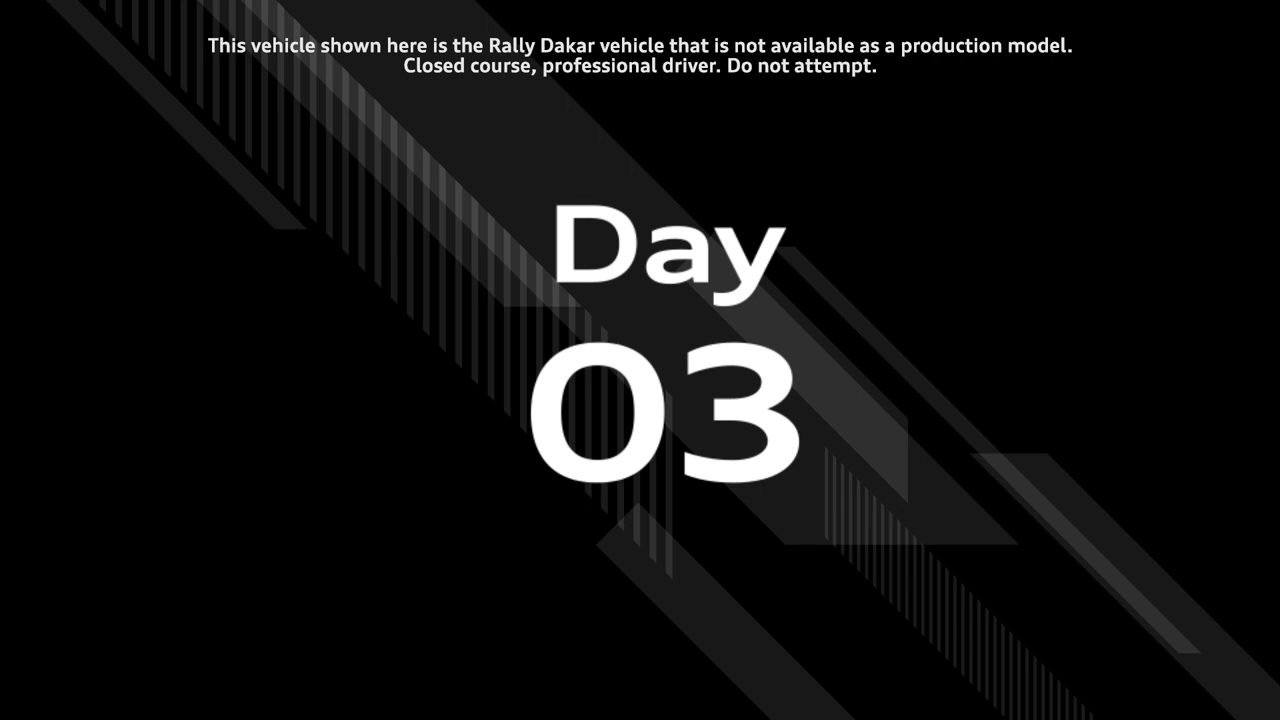 This vehicle shown here is the Rally Dakar vehicle that is not available as a production model.
Closed course, professional driver. Do not attempt.
Day
03